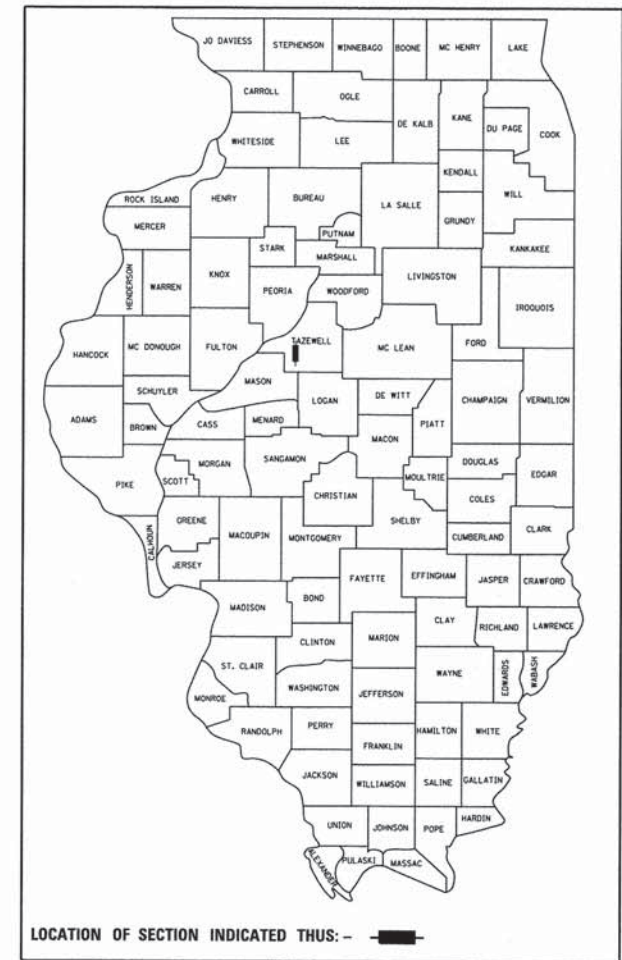 JO DAVIESS STEPHENSON WINNEBAGO BOONE MC HENRY LAKE
CARROLL OGLE DE KALB KANE DU PAGE COOK
WHITESIDE LEE
KENDALL
ROCK ISLAND HENRY BUREAU LA SALLE GRUNDY WILL
MERCER PUTNAM
STARK MARSHALL KANKAKEE
HENDERSON WARREN KNOX PEORIA WOODFORD LIVINGSTON
IROQUOIS
HANCOCK MC DONOUGH FULTON TAZEWELL MC LEAN FORD
MASON
SCHUYLER LOGAN DE WITT CHAMPAIGN VERMILION
ADAMS BROWN CASS MENARD MACON PIATT
SANGAMON DOUGLAS
PIKE SCOTT MORGAN CHRISTIAN MOULTRIE EDGAR
COLES
GREENE SHELBY
CALHOUN MACOUPIN MONTGOMERY CUMBERLAND CLARK
JERSEY FAYETTE EFFINGHAM JASPER CRAWFORD
MADISON BOND
CLAY RICHLAND LAWRENCE
CLINTON MARION
ST. CLAIR WAYNE EDWARDS WABASH
WASHINGTON JEFFERSON
MONROE
RANDOLPH PERRY HAMILTON WHITE
FRANKLIN
JACKSON WILLIAMSON SALINE GALLATIN
HARDIN
UNION JOHNSON POPE
ALEXANDER PULASKI MASSAC
LOCATION OF SECTION INDICATED THUS: –